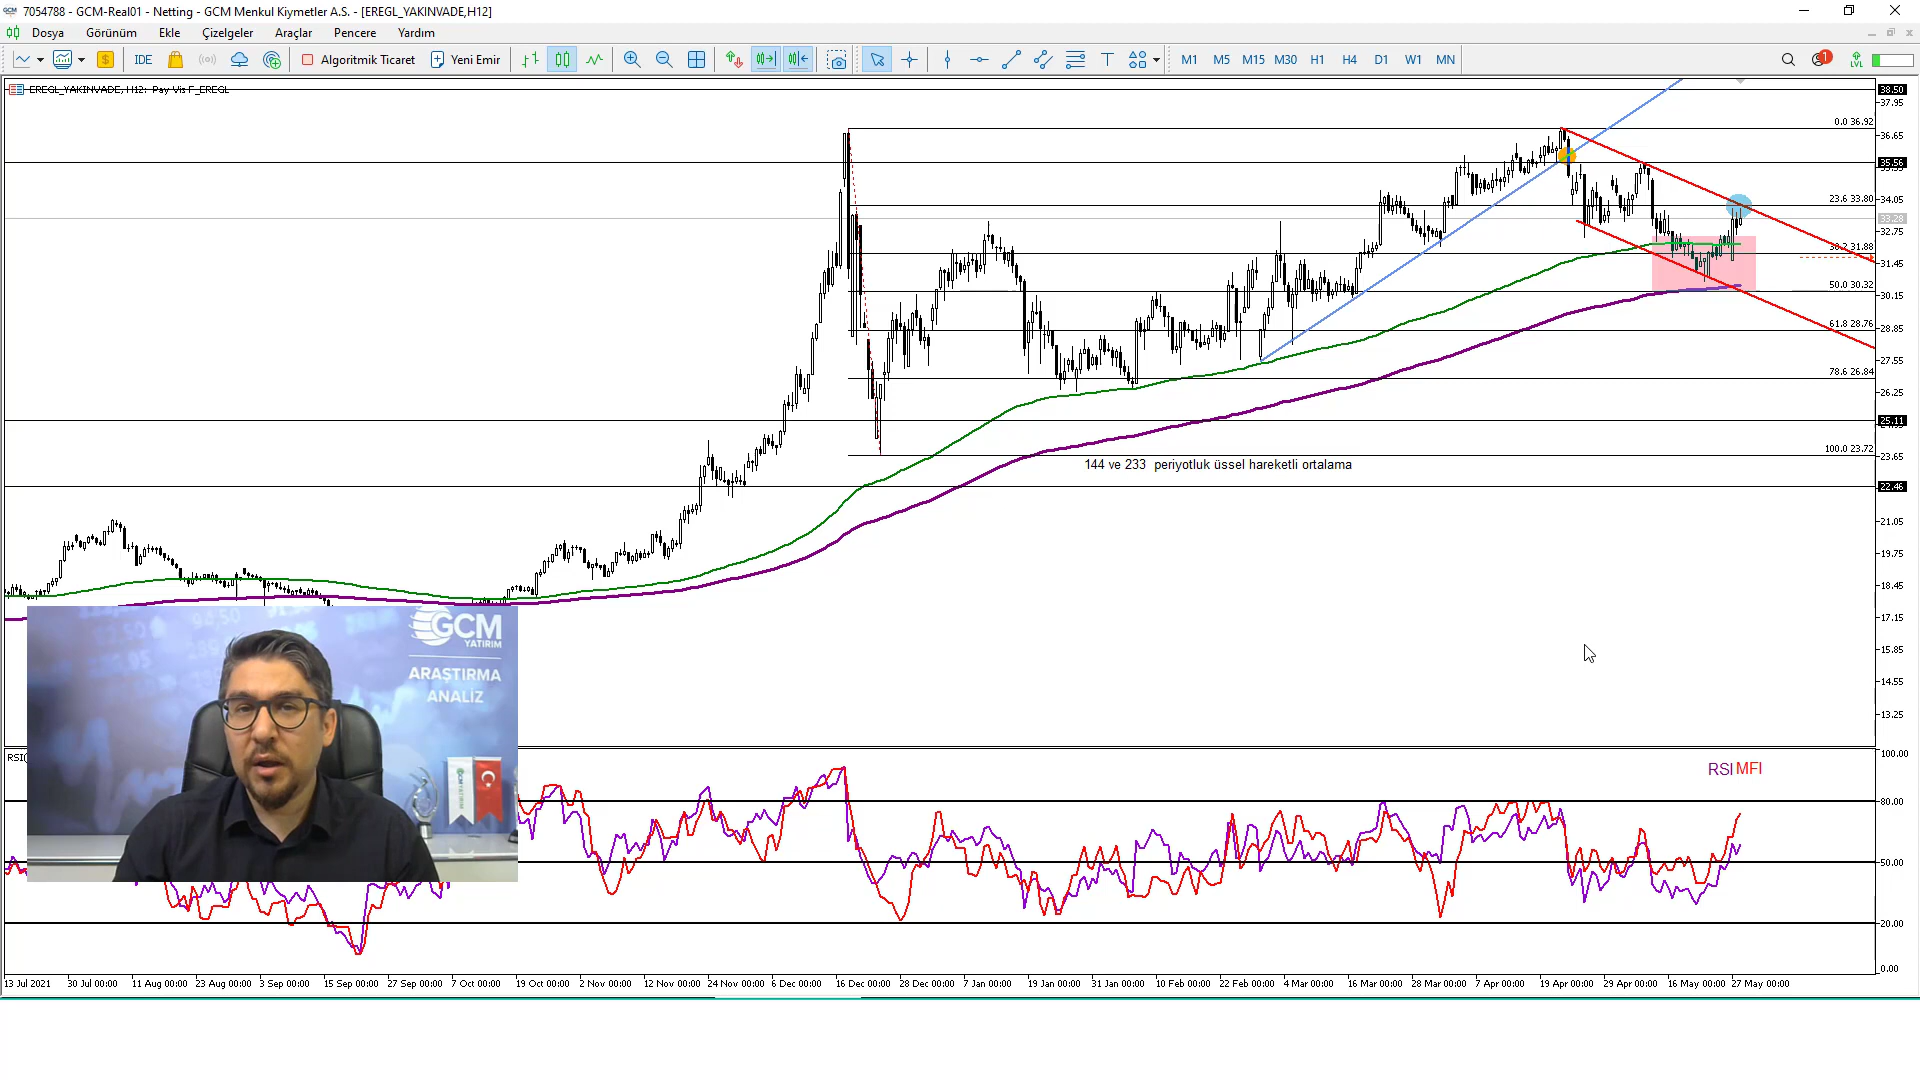 7054788 - GCM-Real01 - Netting - GCM Menkul Kiymetler A.S. - [EREGL_YAKINVADE,H12]
Dosya Görünüm Ekle Çizelgeler Araçlar Pencere Yardım
IDE Algoritmik Ticaret Yeni Emir M1 M5 M15 M30 H1 H4 D1 W1 MN 1 LVL
EREGL_YAKINVADE, H12: Pay Vis F_EREGL
38.50
37.95
0.0 36.92
36.65
35.56
23.6 33.80
34.05
33.28
32.75
38.2 31.88
31.45
50.0 30.32
30.15
61.8 28.76
28.85
27.55
78.6 26.84
26.25
25.11
100.0 23.72
23.65
144 ve 233 periyotluk üssel hareketli ortalama
22.46
21.05
19.75
18.45
17.15
15.85
14.55
13.25
GCM
YATIRIM
ARAŞTIRMA
ANALİZ
RSI(
RSI MFI
100.00
80.00
50.00
20.00
0.00
13 Jul 2021 30 Jul 00:00 11 Aug 00:00 23 Aug 00:00 3 Sep 00:00 15 Sep 00:00 27 Sep 00:00 7 Oct 00:00 19 Oct 00:00 2 Nov 00:00 12 Nov 00:00 24 Nov 00:00 6 Dec 00:00 16 Dec 00:00 28 Dec 00:00 7 Jan 00:00 19 Jan 00:00 31 Jan 00:00 10 Feb 00:00 22 Feb 00:00 4 Mar 00:00 16 Mar 00:00 28 Mar 00:00 7 Apr 00:00 19 Apr 00:00 29 Apr 00:00 16 May 00:00 27 May 00:00